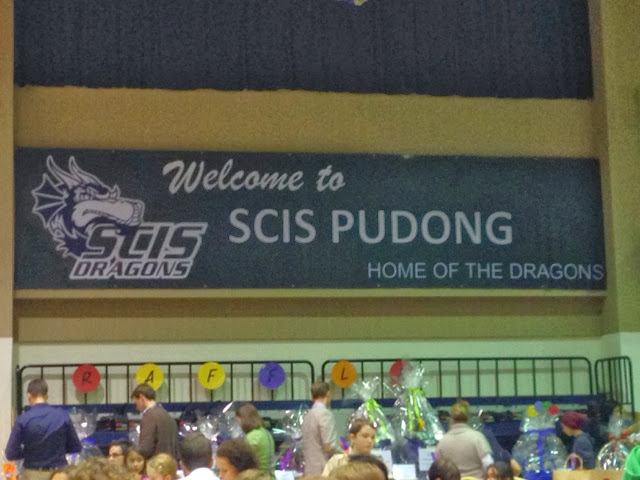 Welcome to
SCIS PUDONG
HOME OF THE DRAGONS
SCIS
DRAGONS
R A F F L